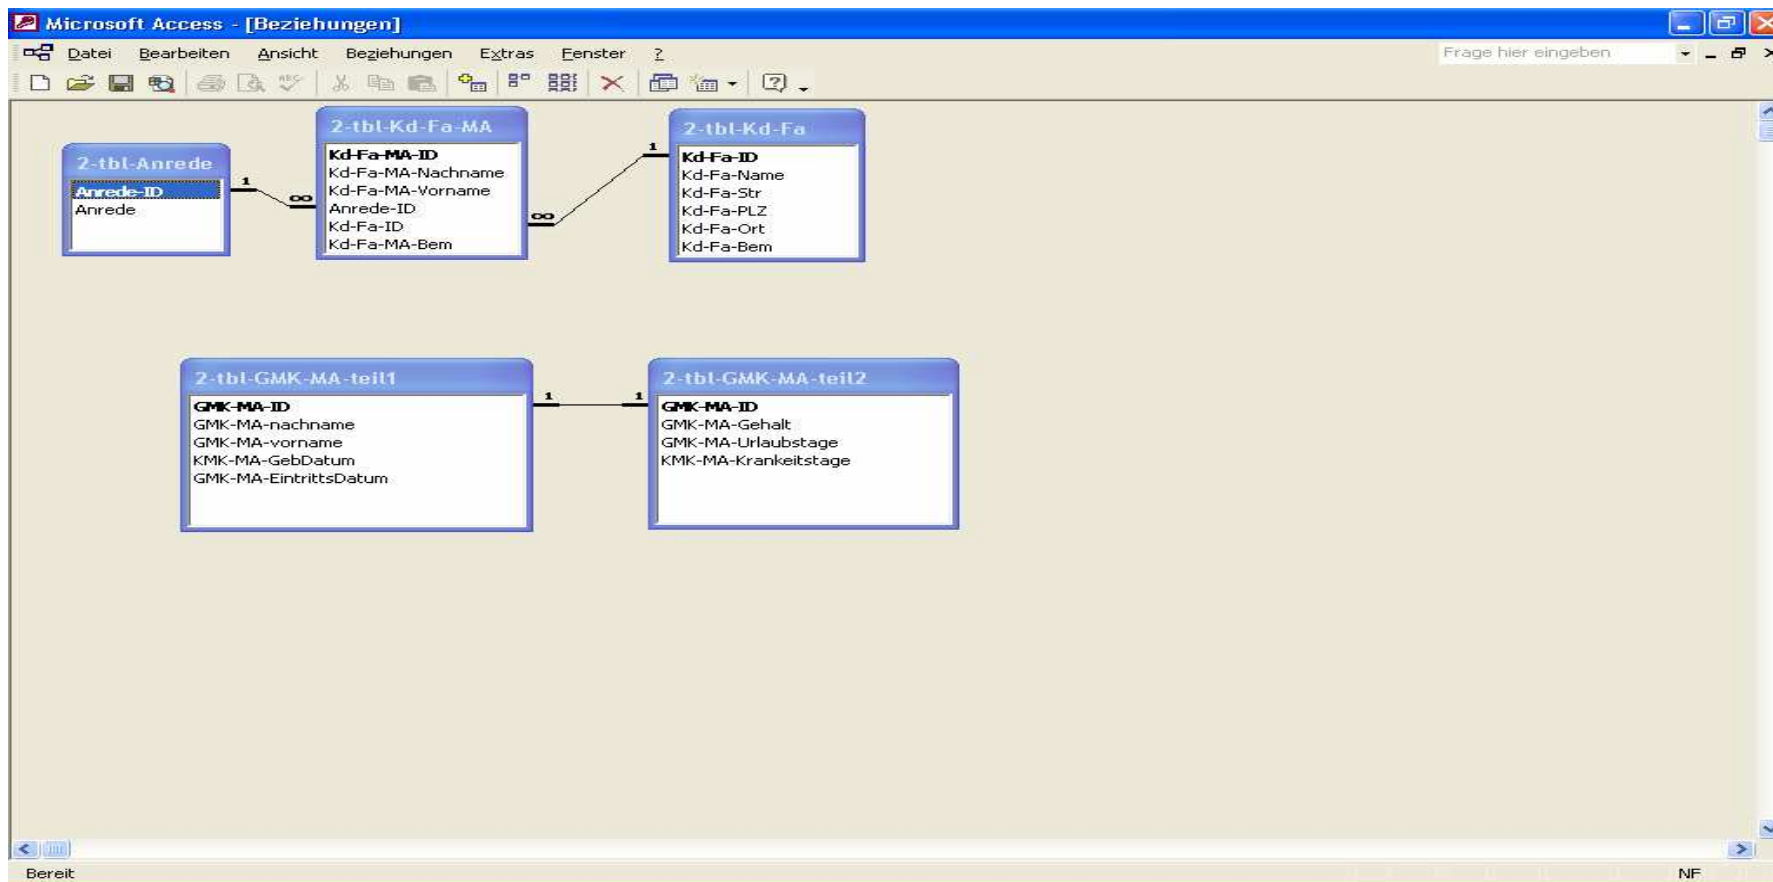 Microsoft Access - [Beziehungen]
Datei Bearbeiten Ansicht Beziehungen Extras Fenster ?
Frage hier eingeben
2-tbl-Anrede
Anrede-ID
Anrede
1
∞
2-tbl-Kd-Fa-MA
Kd-Fa-MA-ID
Kd-Fa-MA-Nachname
Kd-Fa-MA-Vorname
Anrede-ID
Kd-Fa-ID
Kd-Fa-MA-Bem
∞
1
2-tbl-Kd-Fa
Kd-Fa-ID
Kd-Fa-Name
Kd-Fa-Str
Kd-Fa-PLZ
Kd-Fa-Ort
Kd-Fa-Bem
2-tbl-GMK-MA-teil1
GMK-MA-ID
GMK-MA-nachname
GMK-MA-vorname
KMK-MA-GebDatum
GMK-MA-EintrittsDatum
1
1
2-tbl-GMK-MA-teil2
GMK-MA-ID
GMK-MA-Gehalt
GMK-MA-Urlaubstage
KMK-MA-Krankeitstage
Bereit
NF